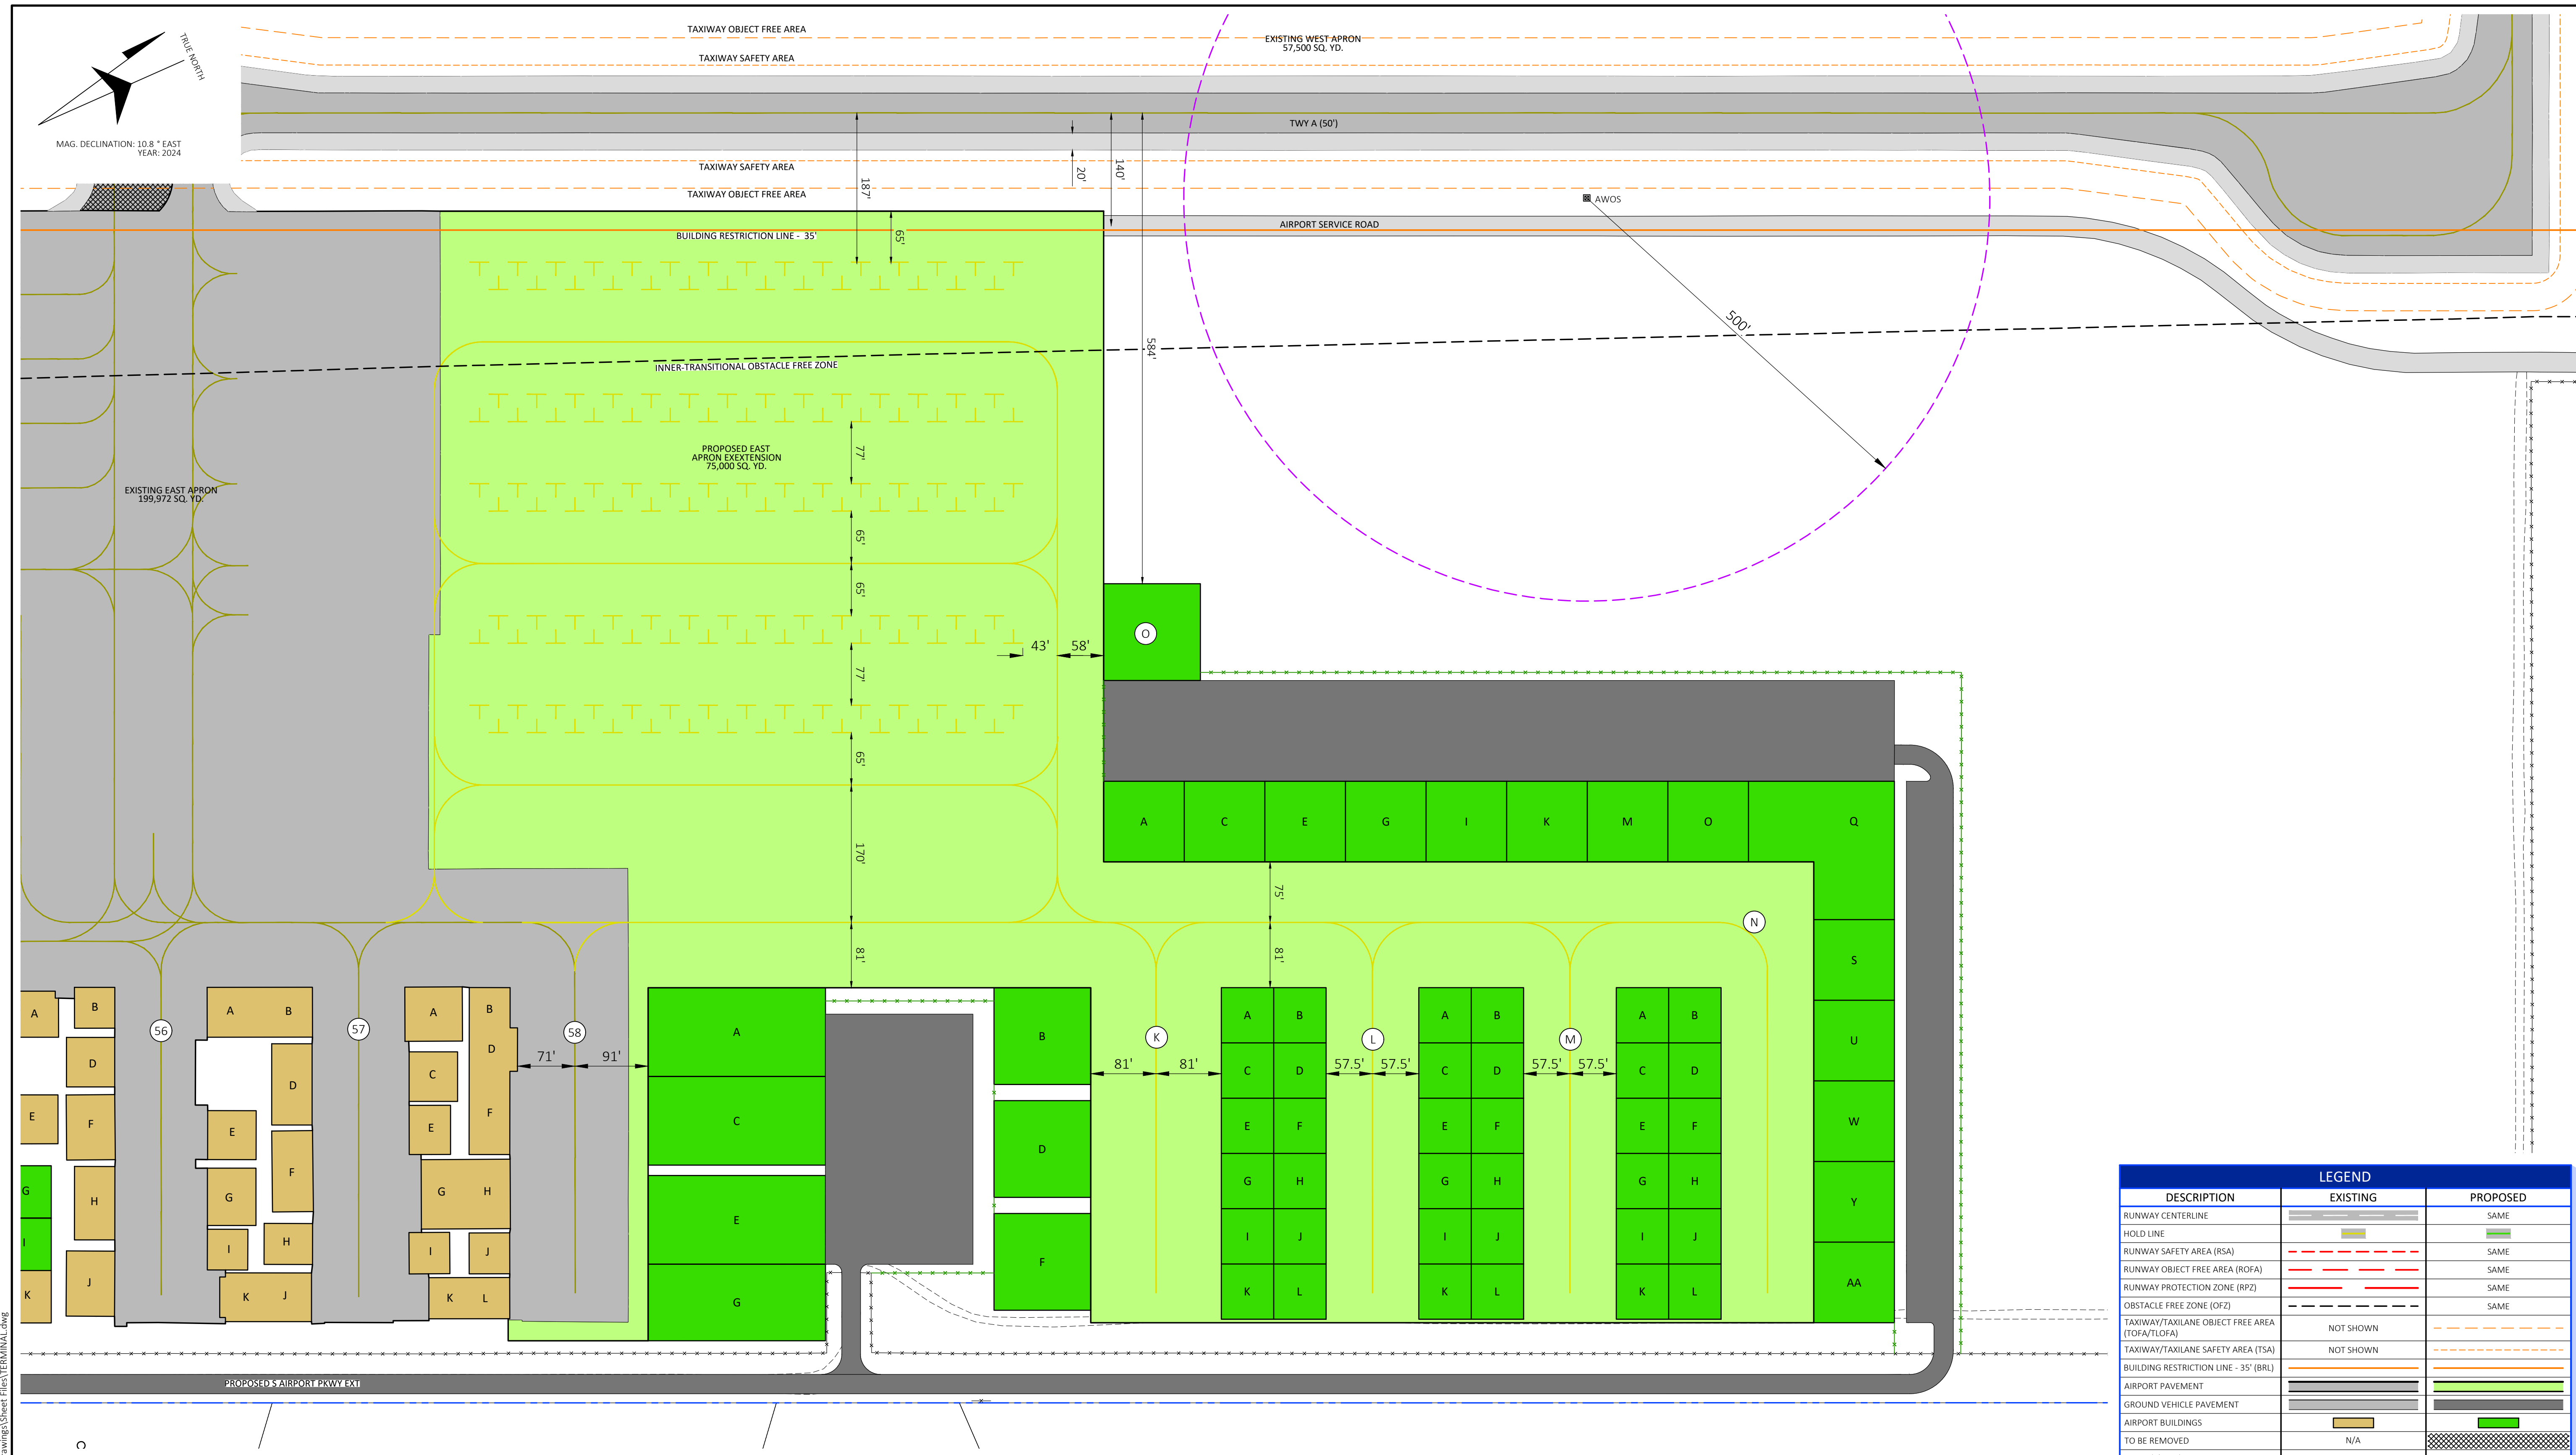 TRUE NORTH
MAG. DECLINATION: 10.8 ° EAST
YEAR: 2024
TAXIWAY OBJECT FREE AREA
TAXIWAY SAFETY AREA
EXISTING WEST APRON
57,500 SQ. YD.
TWY A (50')
TAXIWAY SAFETY AREA
TAXIWAY OBJECT FREE AREA
187'
20'
140'
AWOS
AIRPORT SERVICE ROAD
BUILDING RESTRICTION LINE - 35'
65'
500'
584'
INNER-TRANSITIONAL OBSTACLE FREE ZONE
PROPOSED EAST
APRON EXEXTENSION
75,000 SQ. YD.
77'
EXISTING EAST APRON
199,972 SQ. YD.
65'
65'
43'
58'
O
77'
65'
170'
A
C
E
G
I
K
M
O
Q
75'
81'
81'
N
S
U
W
Y
AA
A
B
D
E
F
G
H
I
J
K
56
A
B
D
E
F
G
H
I
J
K
57
A
B
C
D
E
F
G
H
I
J
K
L
58
71'
91'
A
C
E
G
B
D
F
K
81'
81'
A
B
C
D
E
F
G
H
I
J
K
L
L
57.5'
57.5'
A
B
C
D
E
F
G
H
I
J
K
L
M
57.5'
57.5'
A
B
C
D
E
F
G
H
I
J
K
L
PROPOSED S AIRPORT PKWY EXT
LEGEND
DESCRIPTION EXISTING PROPOSED
RUNWAY CENTERLINE SAME
HOLD LINE
RUNWAY SAFETY AREA (RSA) SAME
RUNWAY OBJECT FREE AREA (ROFA) SAME
RUNWAY PROTECTION ZONE (RPZ) SAME
OBSTACLE FREE ZONE (OFZ) SAME
TAXIWAY/TAXILANE OBJECT FREE AREA
(TOFA/TLOFA) NOT SHOWN
TAXIWAY/TAXILANE SAFETY AREA (TSA) NOT SHOWN
BUILDING RESTRICTION LINE - 35' (BRL)
AIRPORT PAVEMENT
GROUND VEHICLE PAVEMENT
AIRPORT BUILDINGS
TO BE REMOVED N/A
Files\TERMINAL.dwg